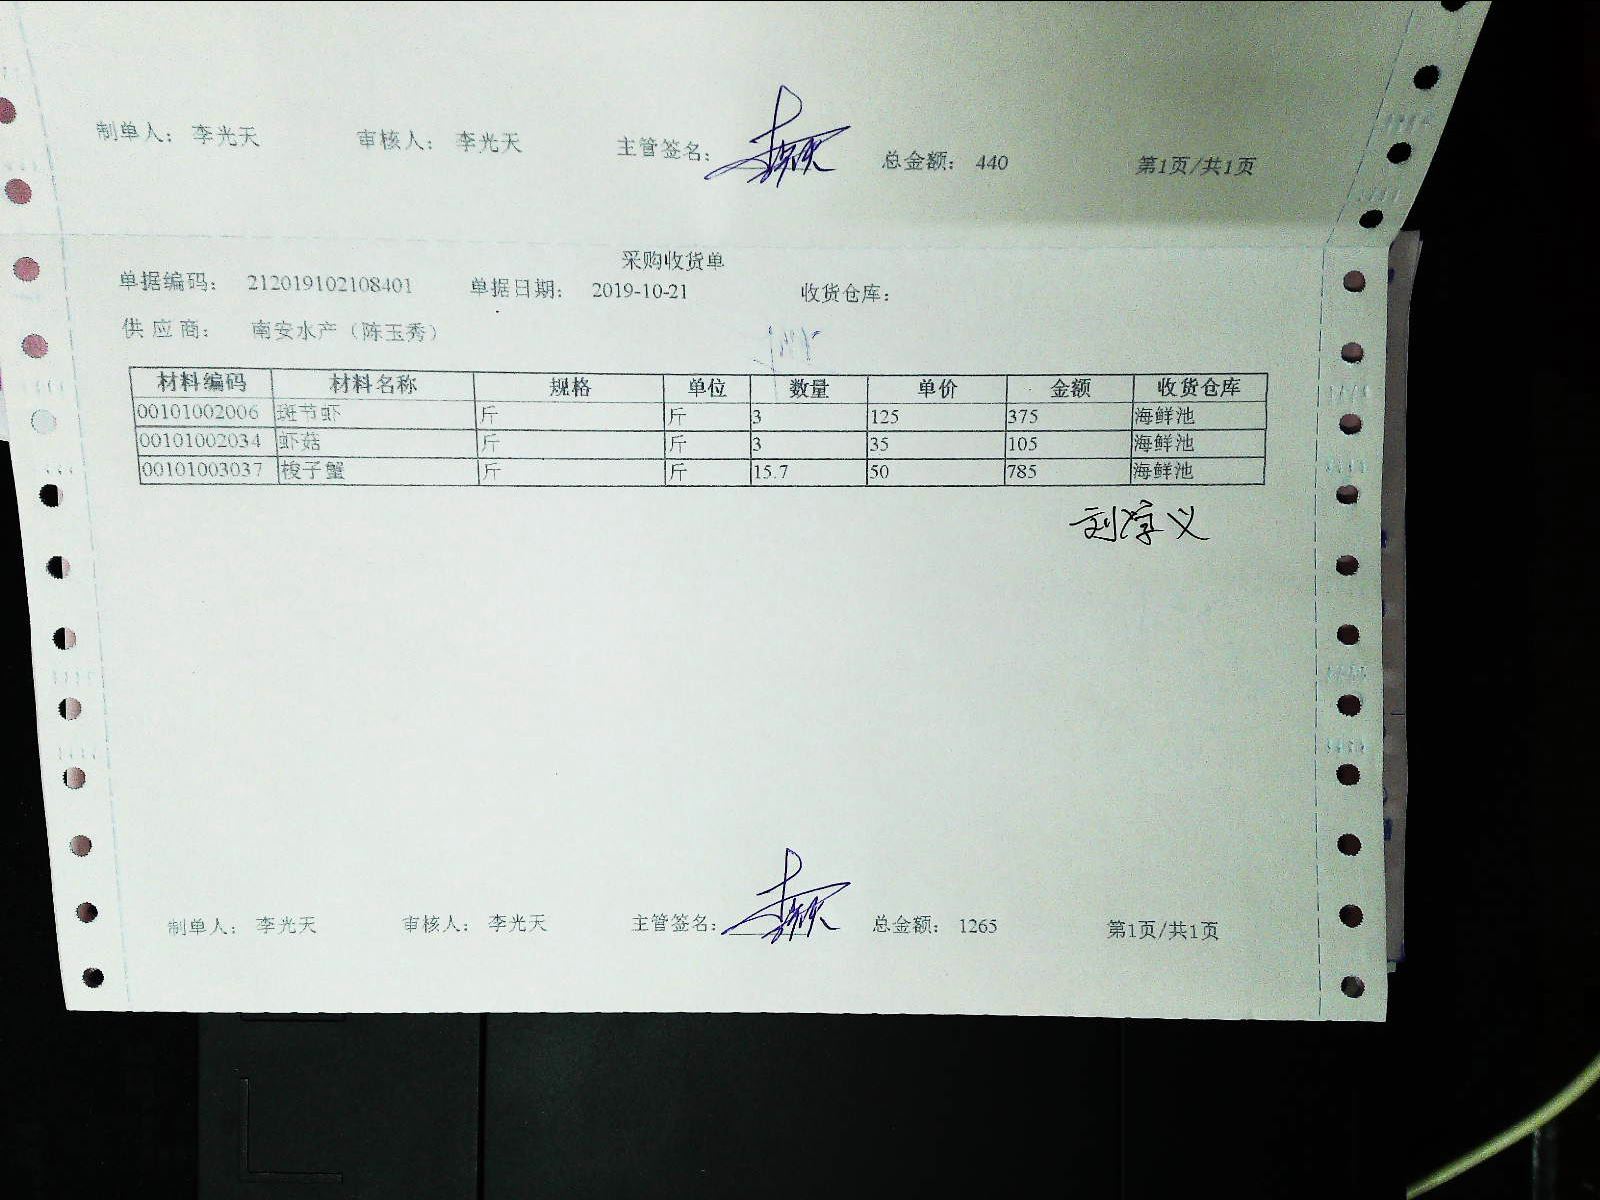 制单人： 李光天 审核人： 李光天 主管签名： 总金额： 440 第1页/共1页
采购收货单
单据编码： 212019102108401 单据日期： 2019-10-21 收货仓库：
供 应 商： 南安水产（陈玉秀）
材料编码 材料名称 规格 单位 数量 单价 金额 收货仓库
00101002006 斑节虾 斤 斤 3 125 375 海鲜池
00101002034 虾菇 斤 斤 3 35 105 海鲜池
00101003037 梭子蟹 斤 斤 15.7 50 785 海鲜池
制单人： 李光天 审核人： 李光天 主管签名： 总金额： 1265 第1页/共1页